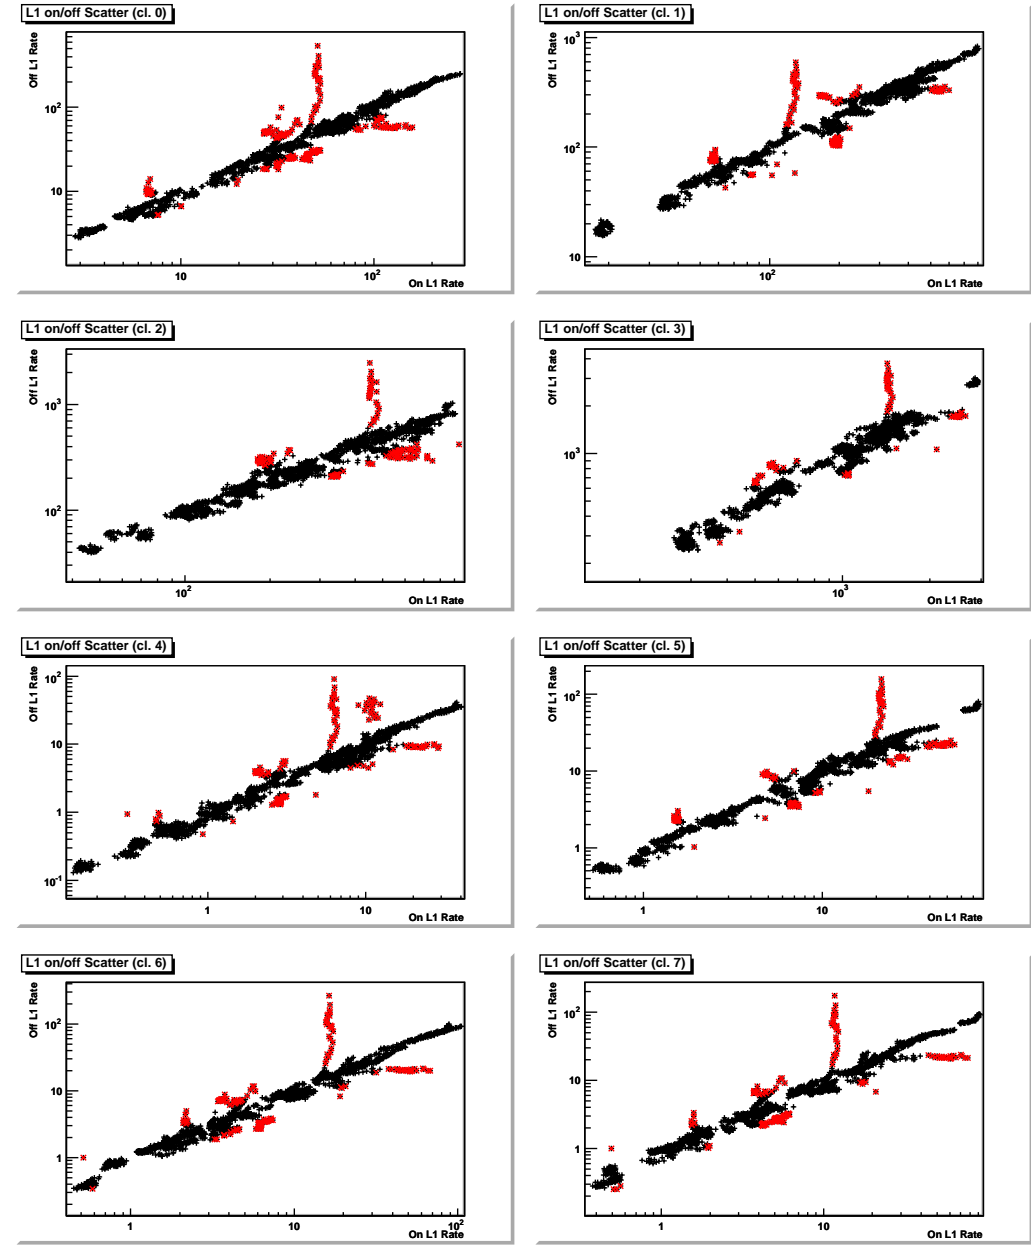 L1 on/off Scatter (cl. 0)
Off L1 Rate
10²
10
10
10²
On L1 Rate
L1 on/off Scatter (cl. 1)
Off L1 Rate
10³
10²
10
10²
On L1 Rate
L1 on/off Scatter (cl. 2)
Off L1 Rate
10³
10²
10²
On L1 Rate
L1 on/off Scatter (cl. 3)
Off L1 Rate
10³
10³
On L1 Rate
L1 on/off Scatter (cl. 4)
Off L1 Rate
10²
10
1
10⁻¹
1
10
On L1 Rate
L1 on/off Scatter (cl. 5)
Off L1 Rate
10²
10
1
1
10
On L1 Rate
L1 on/off Scatter (cl. 6)
Off L1 Rate
10²
10
1
1
10
10²
On L1 Rate
L1 on/off Scatter (cl. 7)
Off L1 Rate
10²
10
1
1
10
On L1 Rate